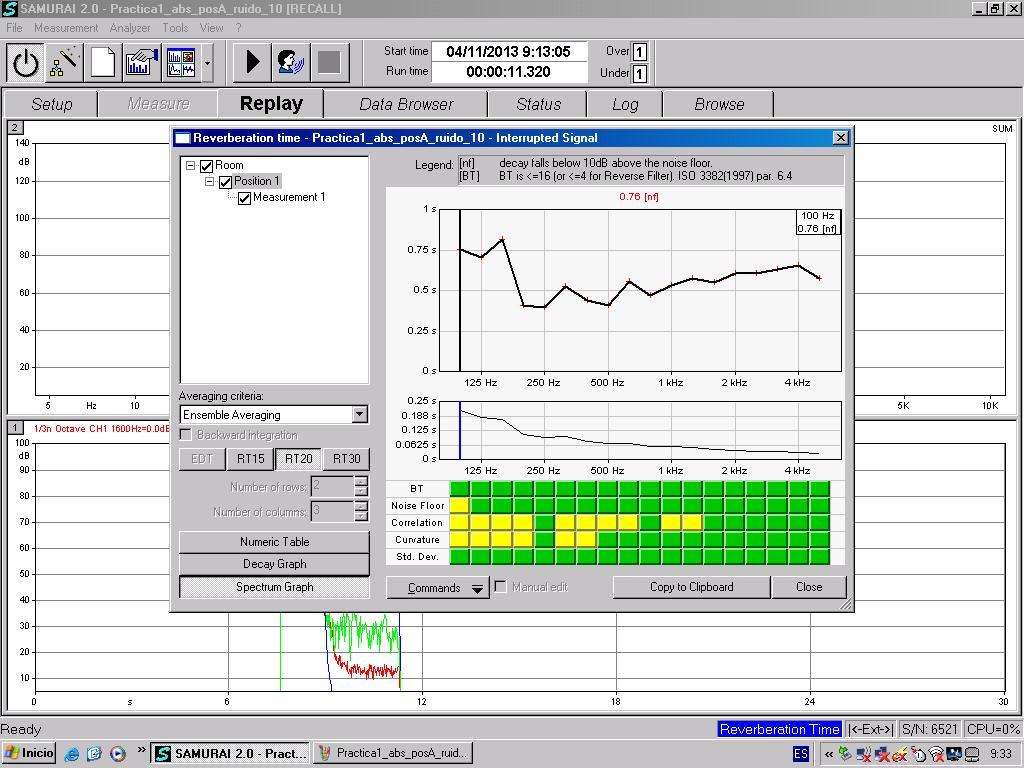 SAMURAI 2.0 - Practica1_abs_posA_ruido_10 [RECALL]
File Measurement Analyzer Tools View ?
Start time 04/11/2013 9:13:05 Over 1
Run time 00:00:11.320 Under 1
Setup Measure Replay Data Browser Status Log Browse
2 SUM
140
dB
120
100
80
60
40
20
5 Hz 10 5K 10K
Reverberation time - Practica1_abs_posA_ruido_10 - Interrupted Signal
Room
Position 1
Measurement 1
Legend: [nf] decay falls below 10dB above the noise floor.
[BT] BT is <=16 (or <=4 for Reverse Filter). ISO 3382(1997) par. 6.4
0.76 [nf]
1 s
100 Hz
0.76 [nf]
0.75 s
0.5 s
0.25 s
0 s
125 Hz 250 Hz 500 Hz 1 kHz 2 kHz 4 kHz
Averaging criteria:
Ensemble Averaging
Backward integration
EDT RT15 RT20 RT30
Number of rows: 2
Number of columns: 3
Numeric Table
Decay Graph
Spectrum Graph
0.25 s
0.188 s
0.125 s
0.0625 s
0 s
125 Hz 250 Hz 500 Hz 1 kHz 2 kHz 4 kHz
BT
Noise Floor
Correlation
Curvature
Std. Dev.
Commands Manual edit Copy to Clipboard Close
1 1/3n Octave CH1 1600Hz=0.0dB
100
dB
90
80
70
60
50
40
30
20
10
0 s 6 12 18 24 30
Ready Reverberation Time |<-Ext->| S/N: 6521 CPU=0%
Inicio » SAMURAI 2.0 - Pract... Practica1_abs_posA_ruid... ES « 9:33